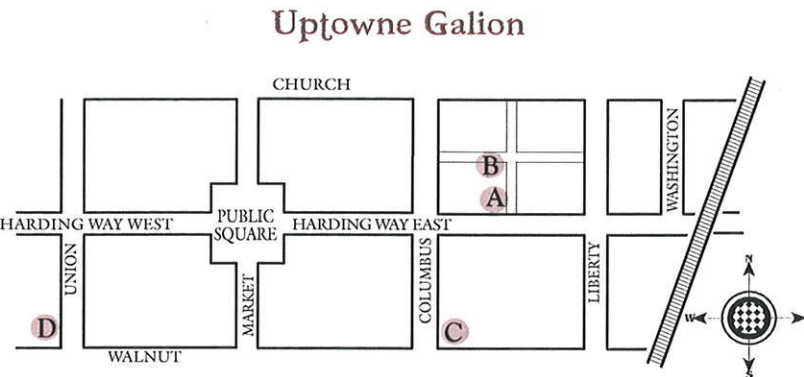 Uptowne Galion
CHURCH
WASHINGTON
B
A
HARDING WAY WEST
PUBLIC
SQUARE
HARDING WAY EAST
UNION
MARKET
COLUMBUS
LIBERTY
D
C
WALNUT
N
W
S